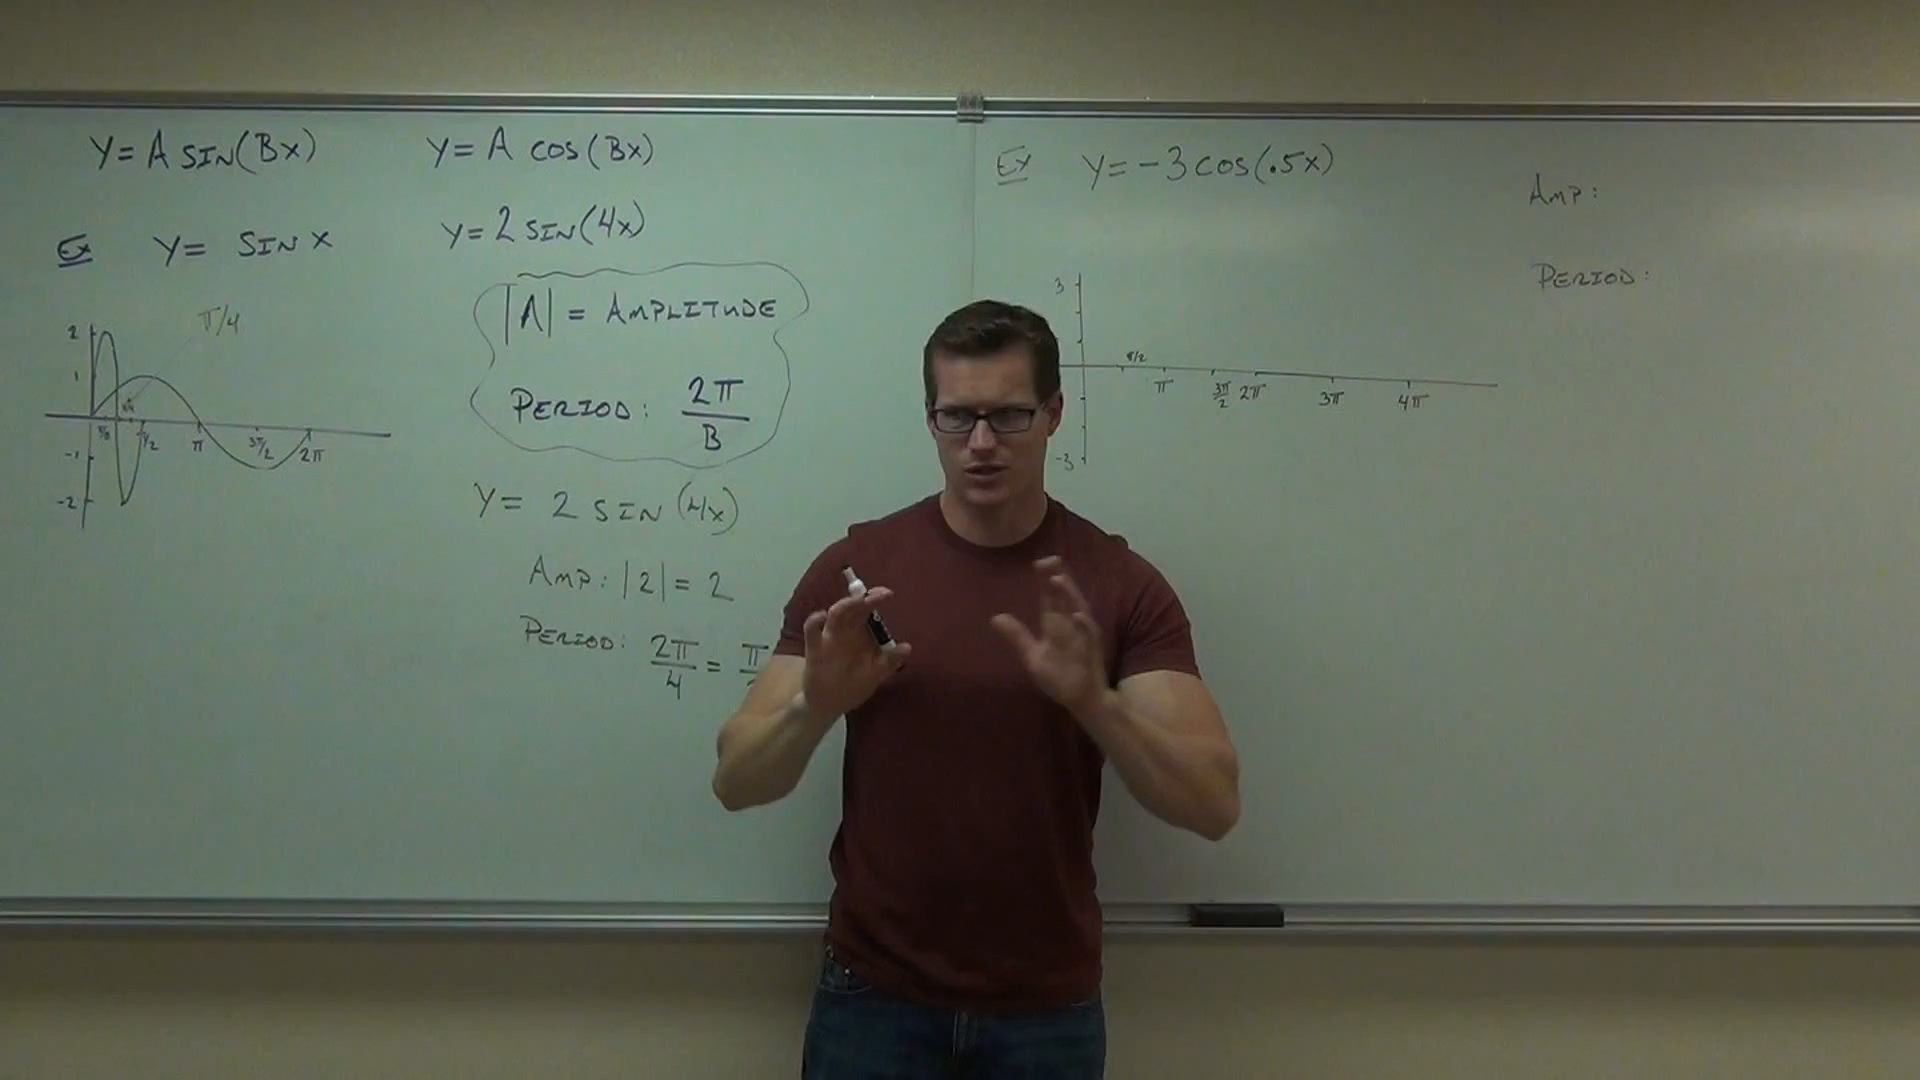 Y = A SIN(Bx)
Y = A COS(Bx)
Ex Y = SIN x
Y = 2 SIN(4x)
π/4
2
1
-1
-2
π/8
π/4
π/2
π
3π/2
2π
|A| = AMPLITUDE
PERIOD: 2π/B
Y = 2 SIN (4x)
AMP: |2| = 2
PERIOD: 2π/4 = π
Ex Y = -3 COS(.5x)
AMP:
PERIOD:
3
-3
π/2
π
3π/2
2π
3π
4π